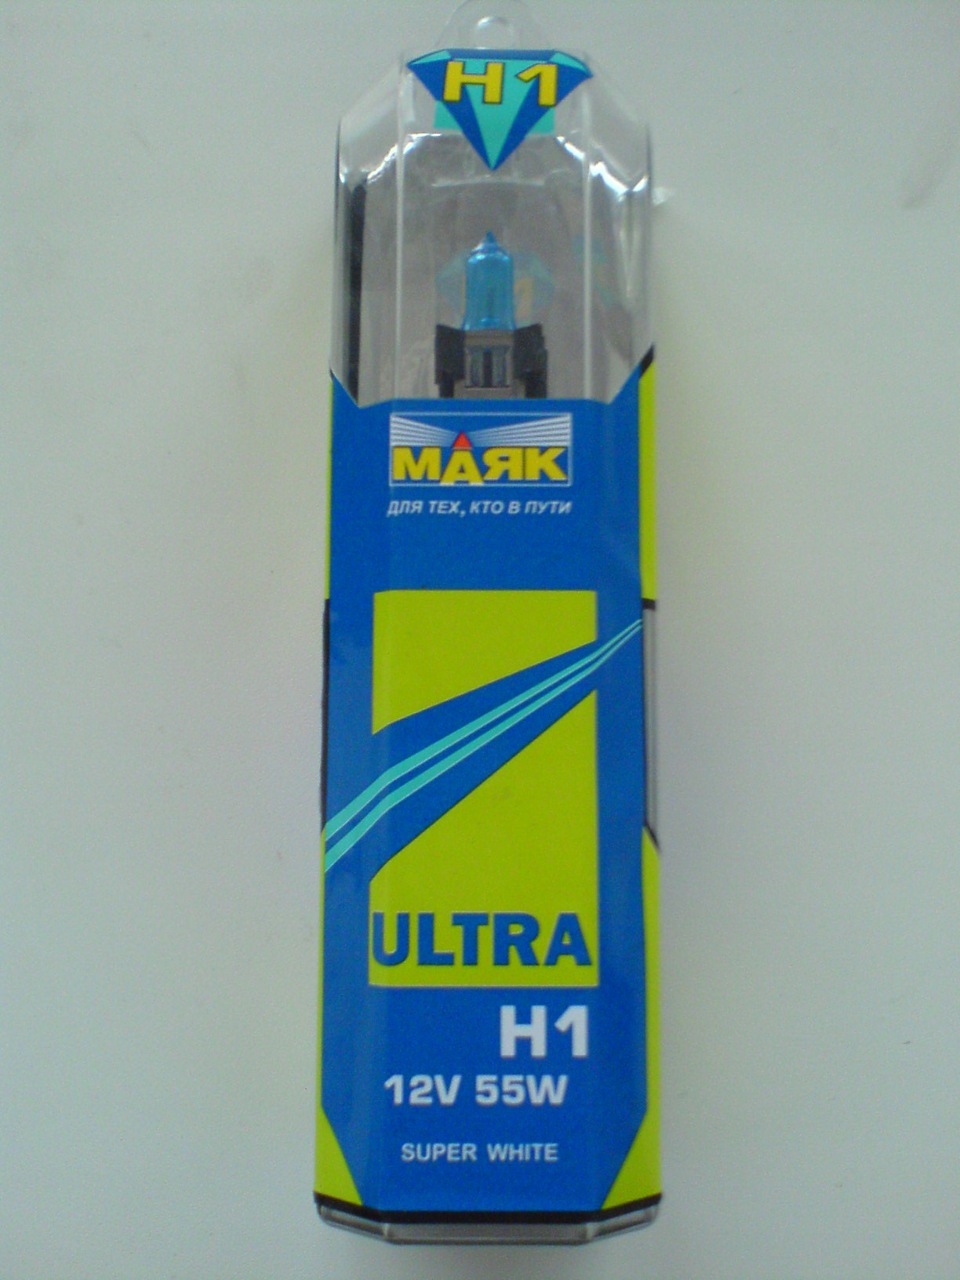 H1
МАЯК
ДЛЯ ТЕХ, КТО В ПУТИ
ULTRA
H1
12V 55W
SUPER WHITE